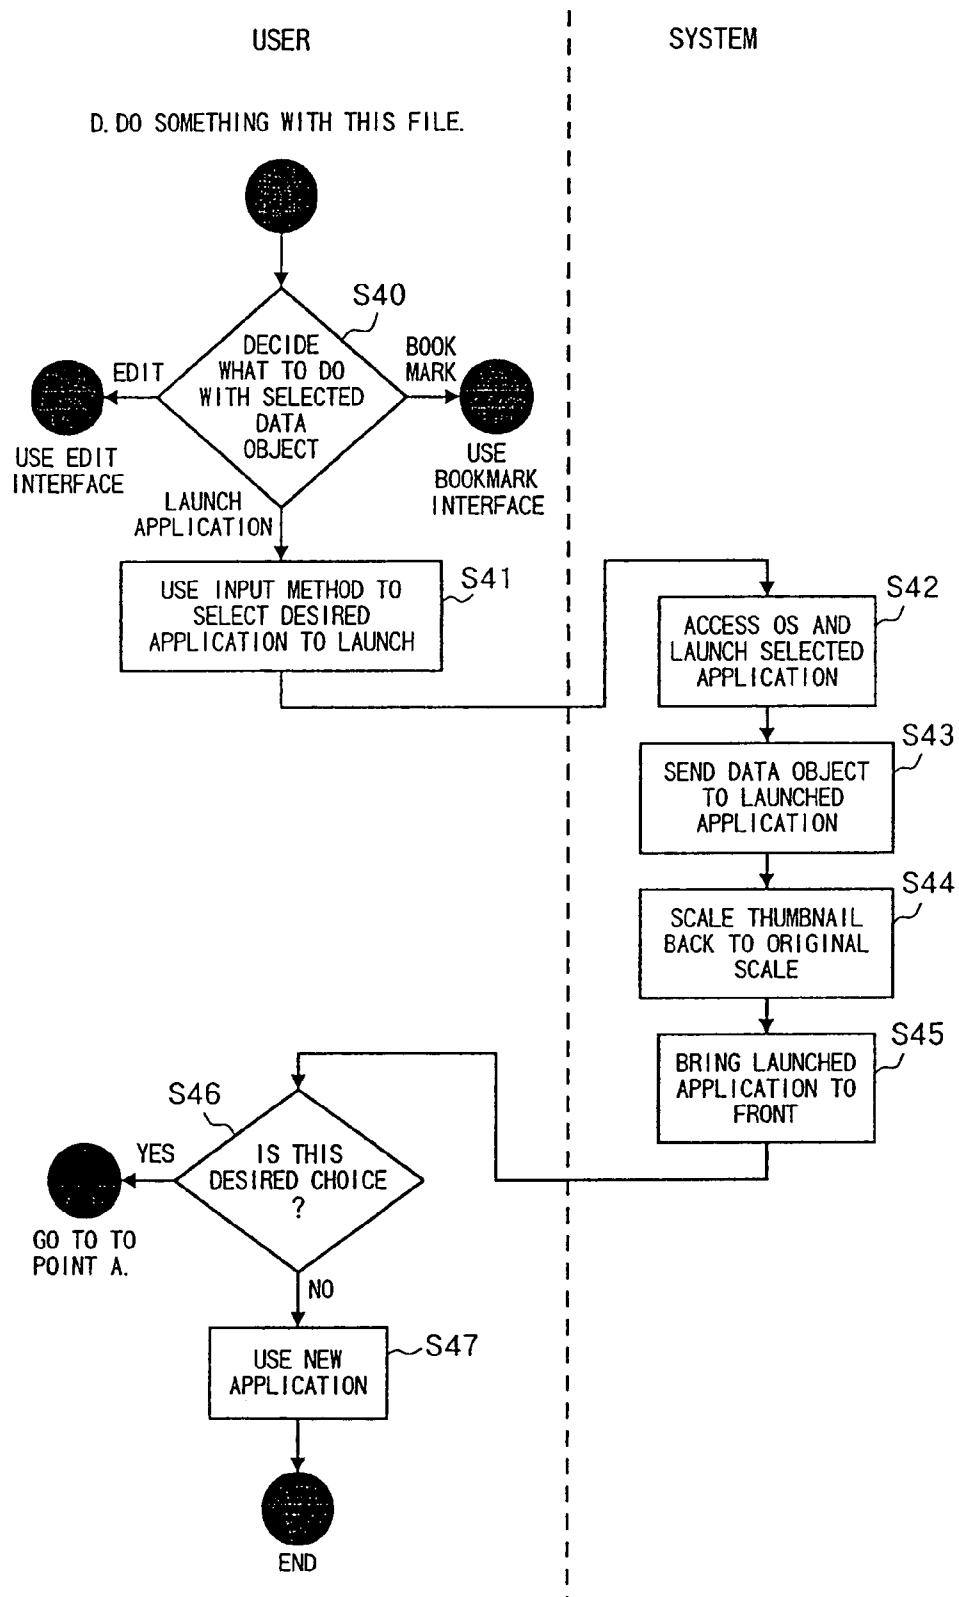 USER
SYSTEM
D. DO SOMETHING WITH THIS FILE.
S40
DECIDE
WHAT TO DO
WITH SELECTED
DATA
OBJECT
EDIT
BOOK
MARK
USE EDIT
INTERFACE
USE
BOOKMARK
INTERFACE
LAUNCH
APPLICATION
S41
USE INPUT METHOD TO
SELECT DESIRED
APPLICATION TO LAUNCH
S42
ACCESS OS AND
LAUNCH SELECTED
APPLICATION
S43
SEND DATA OBJECT
TO LAUNCHED
APPLICATION
S44
SCALE THUMBNAIL
BACK TO ORIGINAL
SCALE
S45
BRING LAUNCHED
APPLICATION TO
FRONT
S46
IS THIS
DESIRED CHOICE
?
YES
GO TO TO
POINT A.
NO
S47
USE NEW
APPLICATION
END